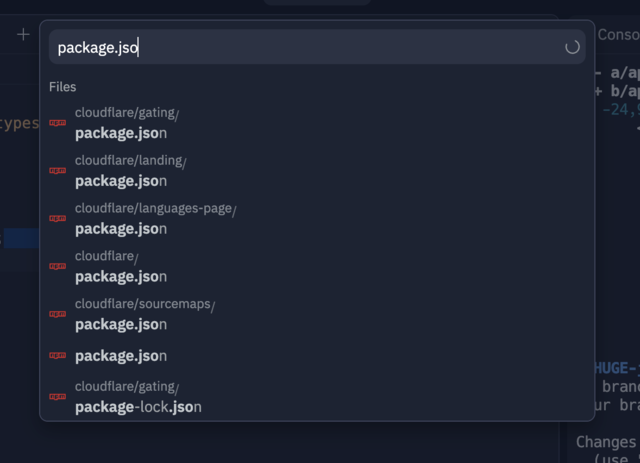 package.jso
Conso
Files
- a/ap
+ b/ap
-24,9
cloudflare/gating/
package.json
types
cloudflare/landing/
package.json
cloudflare/languages-page/
package.json
cloudflare/
package.json
cloudflare/sourcemaps/
package.json
package.json
HUGE-
cloudflare/gating/
bran
package-lock.json
ur bra
Changes
(use